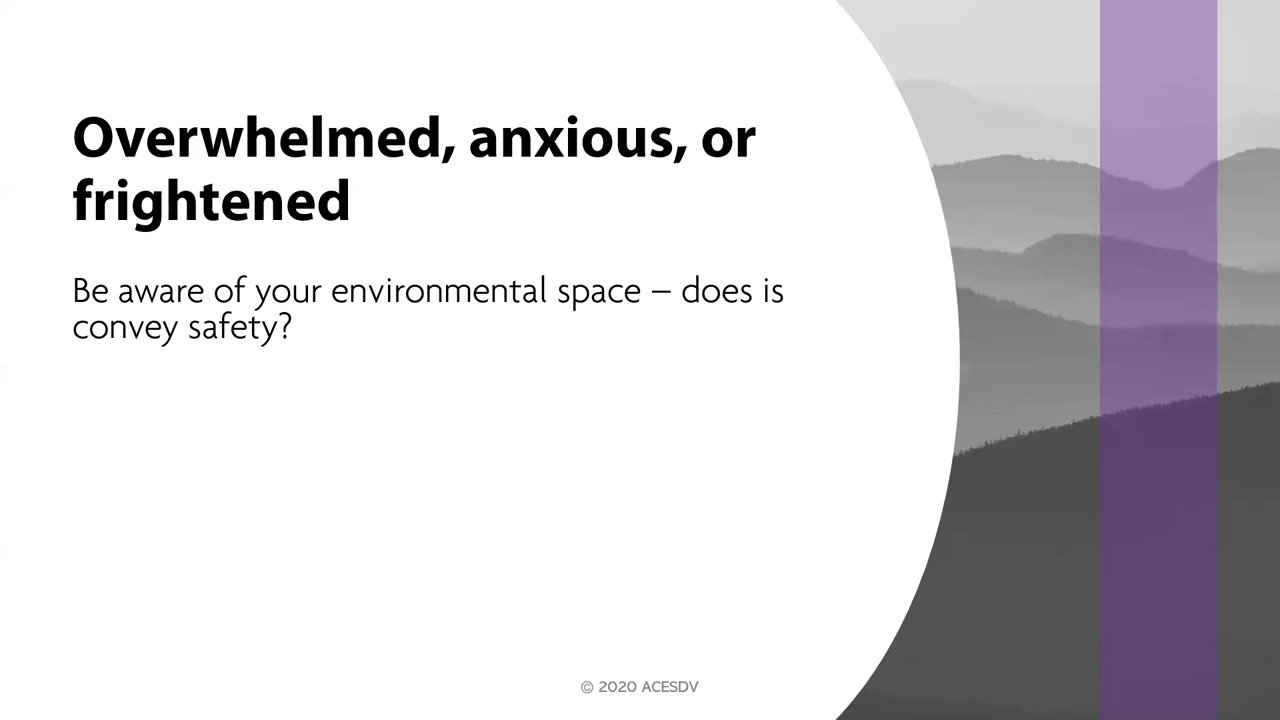 Overwhelmed, anxious, or
frightened
Be aware of your environmental space – does is
convey safety?
© 2020 ACESDV